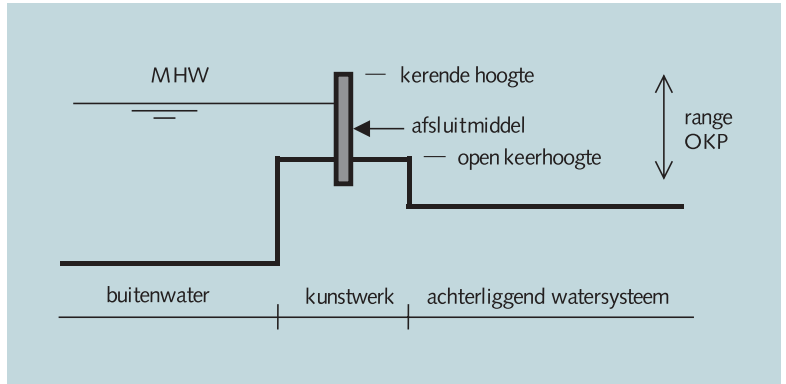 MHW
kerende hoogte
afsluitmiddel
range
OKP
open keerhoogte
buitenwater
kunstwerk
achterliggend watersysteem